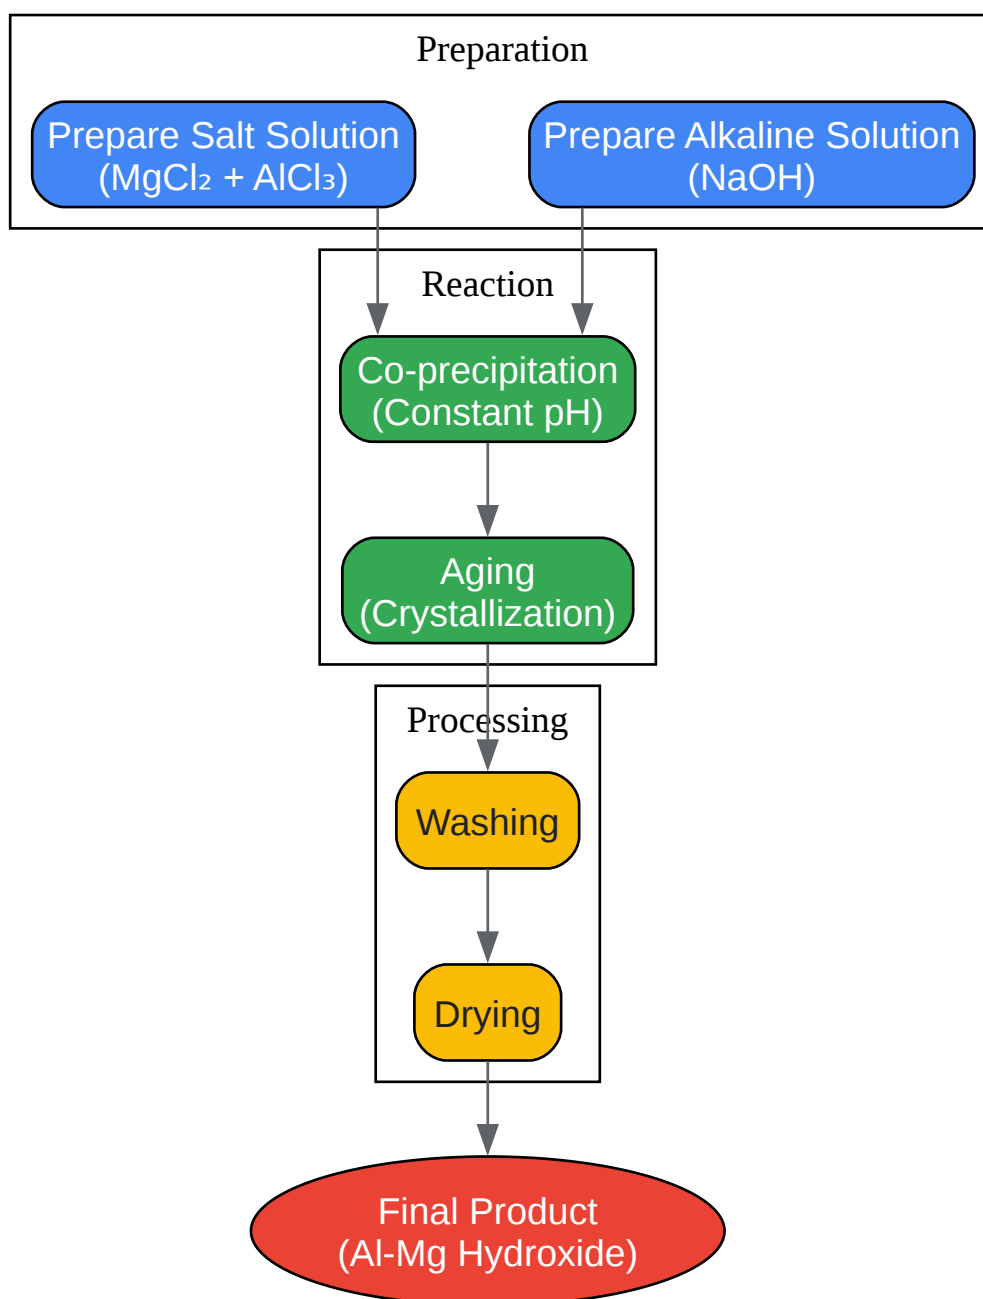 Preparation
Prepare Salt Solution
(MgCl₂ + AlCl₃)
Prepare Alkaline Solution
(NaOH)
Reaction
Co-precipitation
(Constant pH)
Aging
(Crystallization)
Processing
Washing
Drying
Final Product
(Al-Mg Hydroxide)